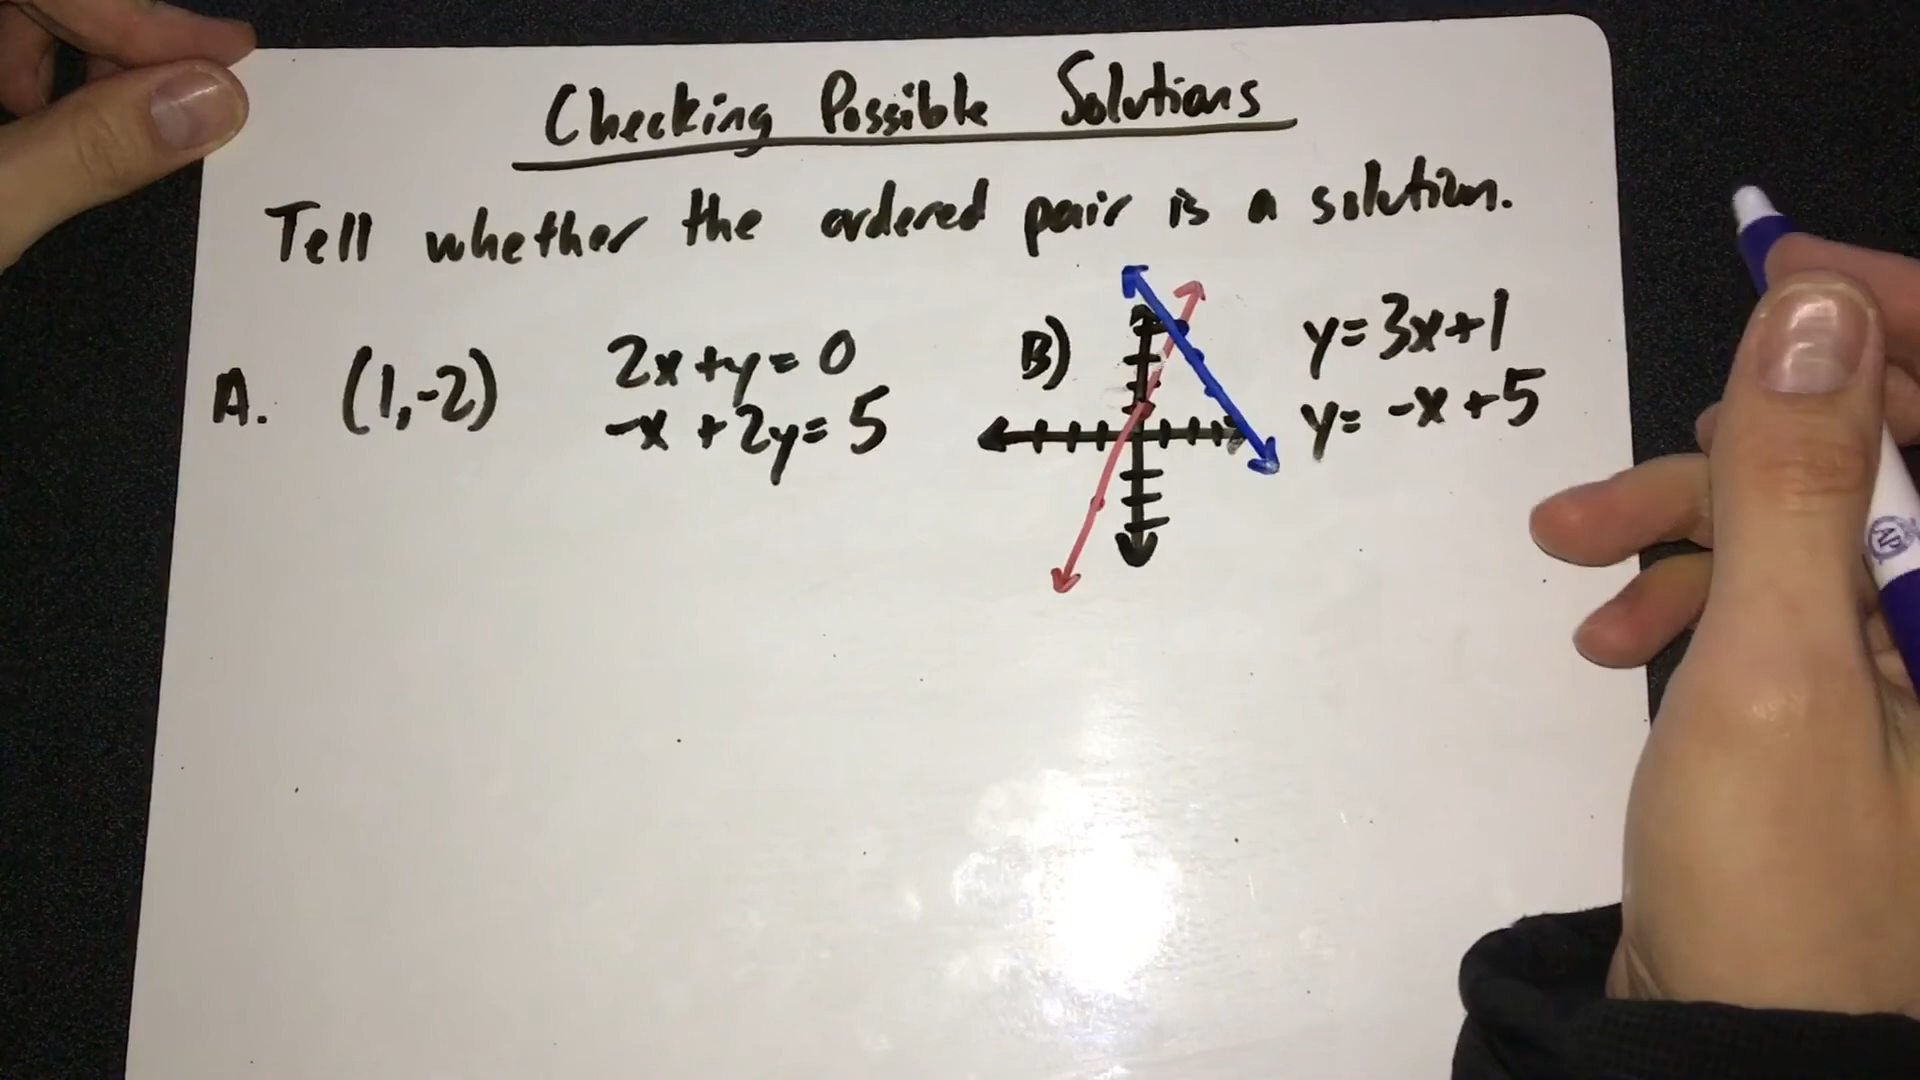 Checking Possible Solutions
Tell whether the ordered pair is a solution.
A. (1,-2)
2x+y=0
-x+2y=5
B)
y=3x+1
y=-x+5
AP